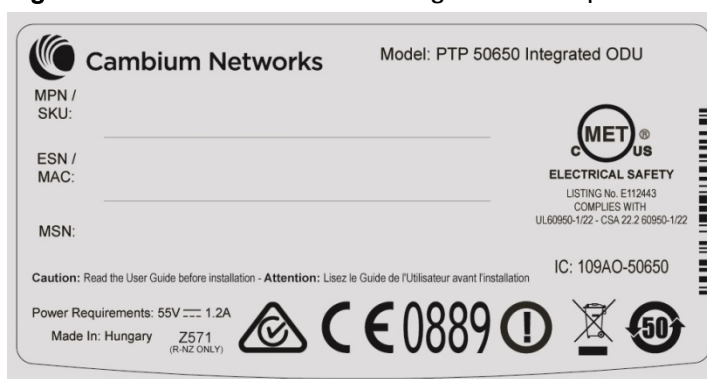 Cambium Networks
Model: PTP 50650 Integrated ODU
MPN /
SKU:
ESN /
MAC:
MSN:
C MET ® US
ELECTRICAL SAFETY
LISTING No. E112443
COMPLIES WITH
UL60950-1/22 - CSA 22.2 60950-1/22
IC: 109AO-50650
Caution: Read the User Guide before installation - Attention: Lisez le Guide de l'Utilisateur avant l'installation
Power Requirements: 55V 1.2A
Made In: Hungary
Z571
(R-NZ ONLY)
CE 0889
50